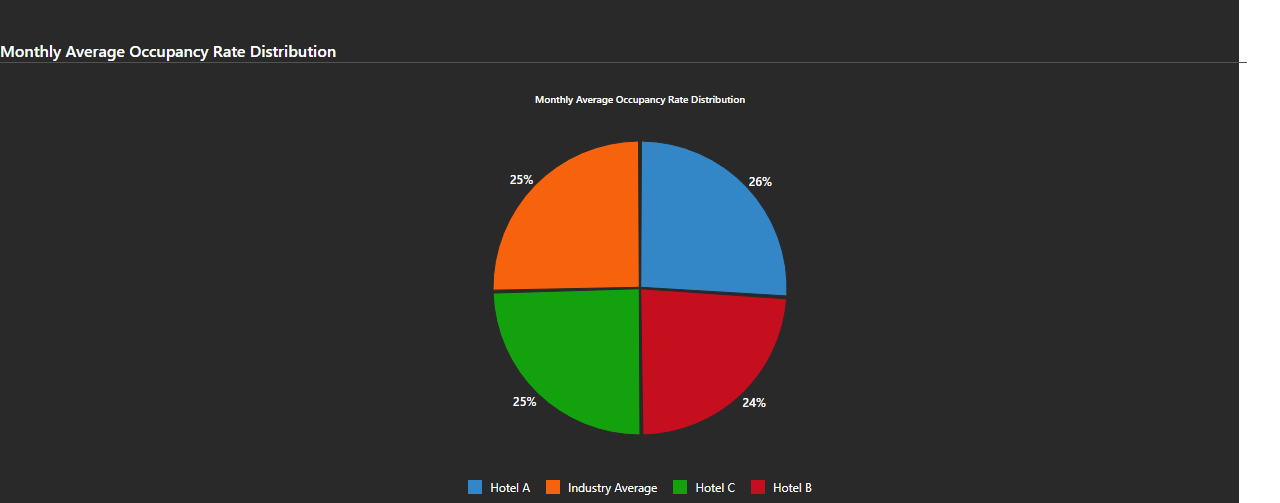 Monthly Average Occupancy Rate Distribution
Monthly Average Occupancy Rate Distribution
25%
26%
25%
24%
Hotel A Industry Average Hotel C Hotel B